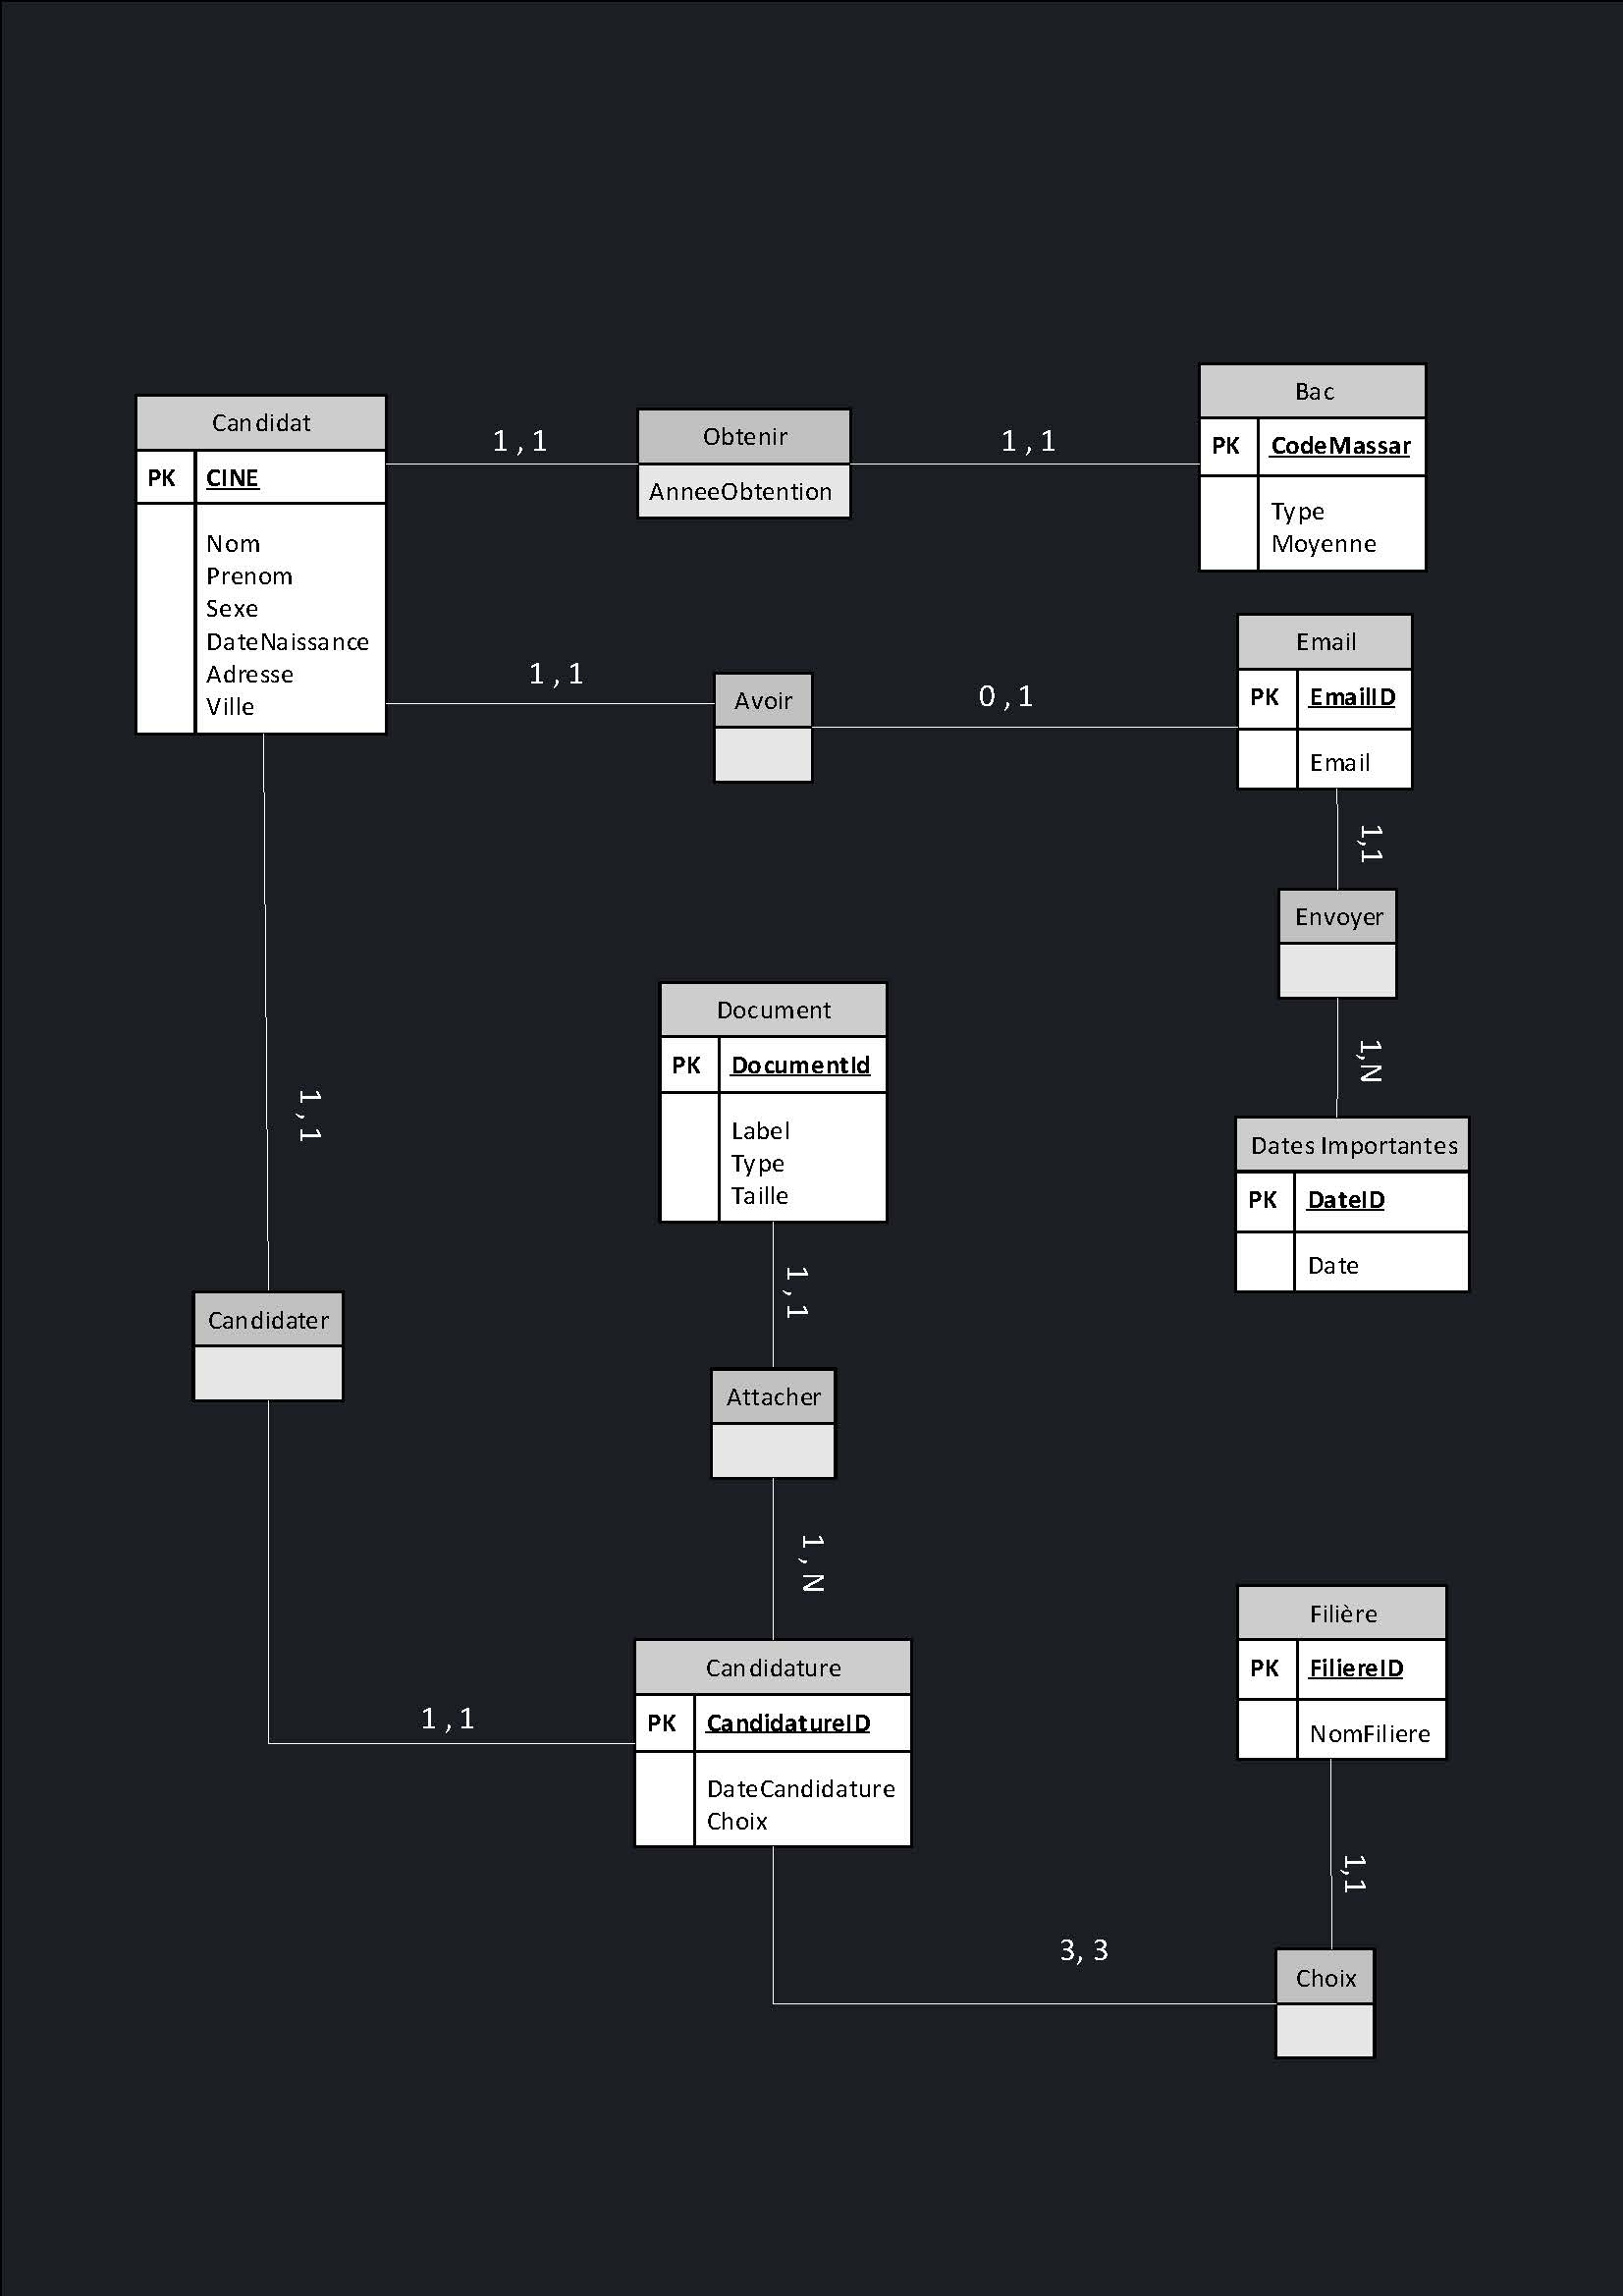 Candidat
PK CINE
Nom
Prenom
Sexe
DateNaissance
Adresse
Ville
1 , 1
Obtenir
AnneeObtention
1 , 1
Bac
PK CodeMassar
Type
Moyenne
1 , 1
Avoir
0 , 1
Email
PK EmailID
Email
1,1
Envoyer
1,N
Dates Importantes
PK DateID
Date
Document
PK DocumentId
Label
Type
Taille
1 , 1
Attacher
1 , N
1 , 1
Candidater
1 , 1
Candidature
PK CandidatureID
DateCandidature
Choix
Filière
PK FiliereID
NomFiliere
1,1
3, 3
Choix